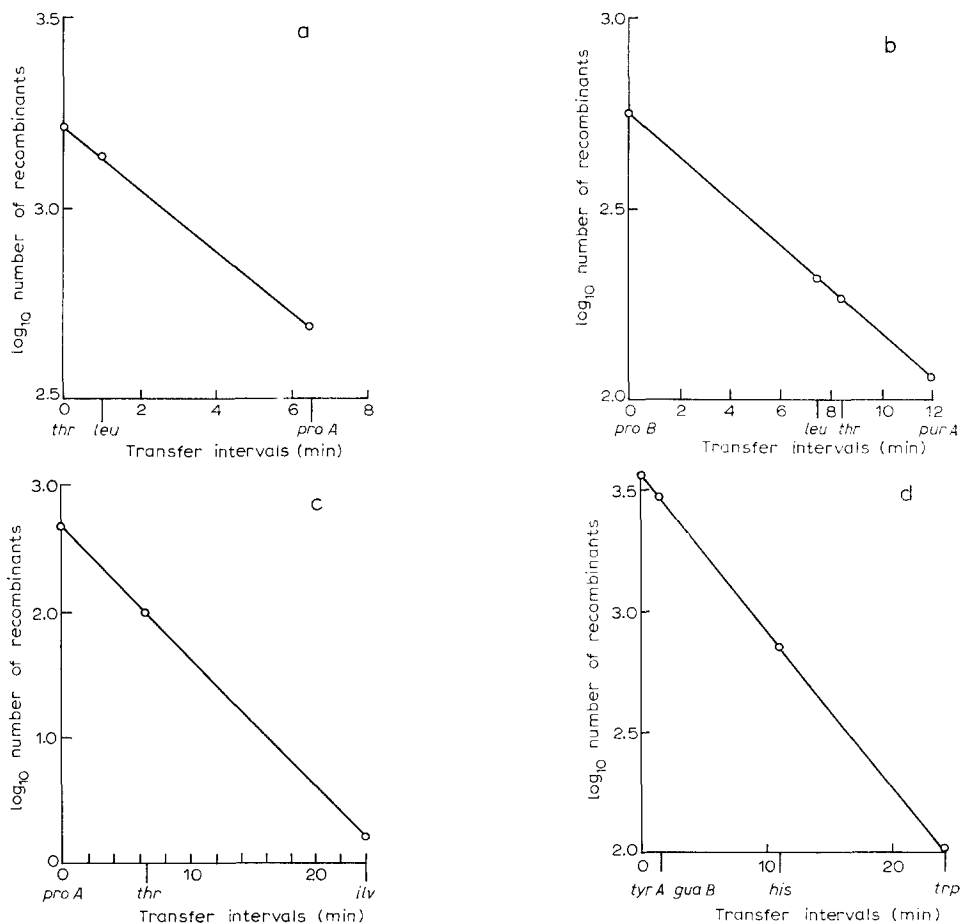 a
3.5
3.0
2.5
log10 number of recombinants
0 2 4 6 8
thr leu pro A
Transfer intervals (min)
b
3.0
2.5
2.0
log10 number of recombinants
0 2 4 6 8 10 12
pro B leu thr pur A
Transfer intervals (min)
c
3.0
2.0
1.0
0
log10 number of recombinants
0 10 20
pro A thr ilv
Transfer intervals (min)
d
3.5
3.0
2.5
2.0
log10 number of recombinants
0 10 20
tyr A gua B his trp
Transfer intervals (min)